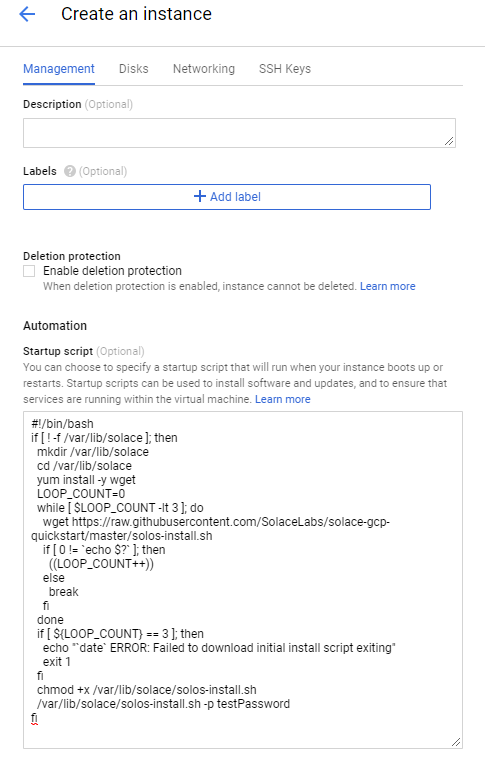 Create an instance
Management Disks Networking SSH Keys
Description (Optional)
Labels ? (Optional)
+ Add label
Deletion protection
Enable deletion protection
When deletion protection is enabled, instance cannot be deleted. Learn more
Automation
Startup script (Optional)
You can choose to specify a startup script that will run when your instance boots up or
restarts. Startup scripts can be used to install software and updates, and to ensure that
services are running within the virtual machine. Learn more
#!/bin/bash
if [ ! -f /var/lib/solace ]; then
  mkdir /var/lib/solace
  cd /var/lib/solace
  yum install -y wget
  LOOP_COUNT=0
  while [ $LOOP_COUNT -lt 3 ]; do
    wget https://raw.githubusercontent.com/SolaceLabs/solace-gcp-
quickstart/master/solos-install.sh
    if [ 0 != `echo $?` ]; then
      ((LOOP_COUNT++))
    else
      break
    fi
  done
  if [ ${LOOP_COUNT} == 3 ]; then
    echo "`date` ERROR: Failed to download initial install script exiting"
    exit 1
  fi
  chmod +x /var/lib/solace/solos-install.sh
  /var/lib/solace/solos-install.sh -p testPassword
fi